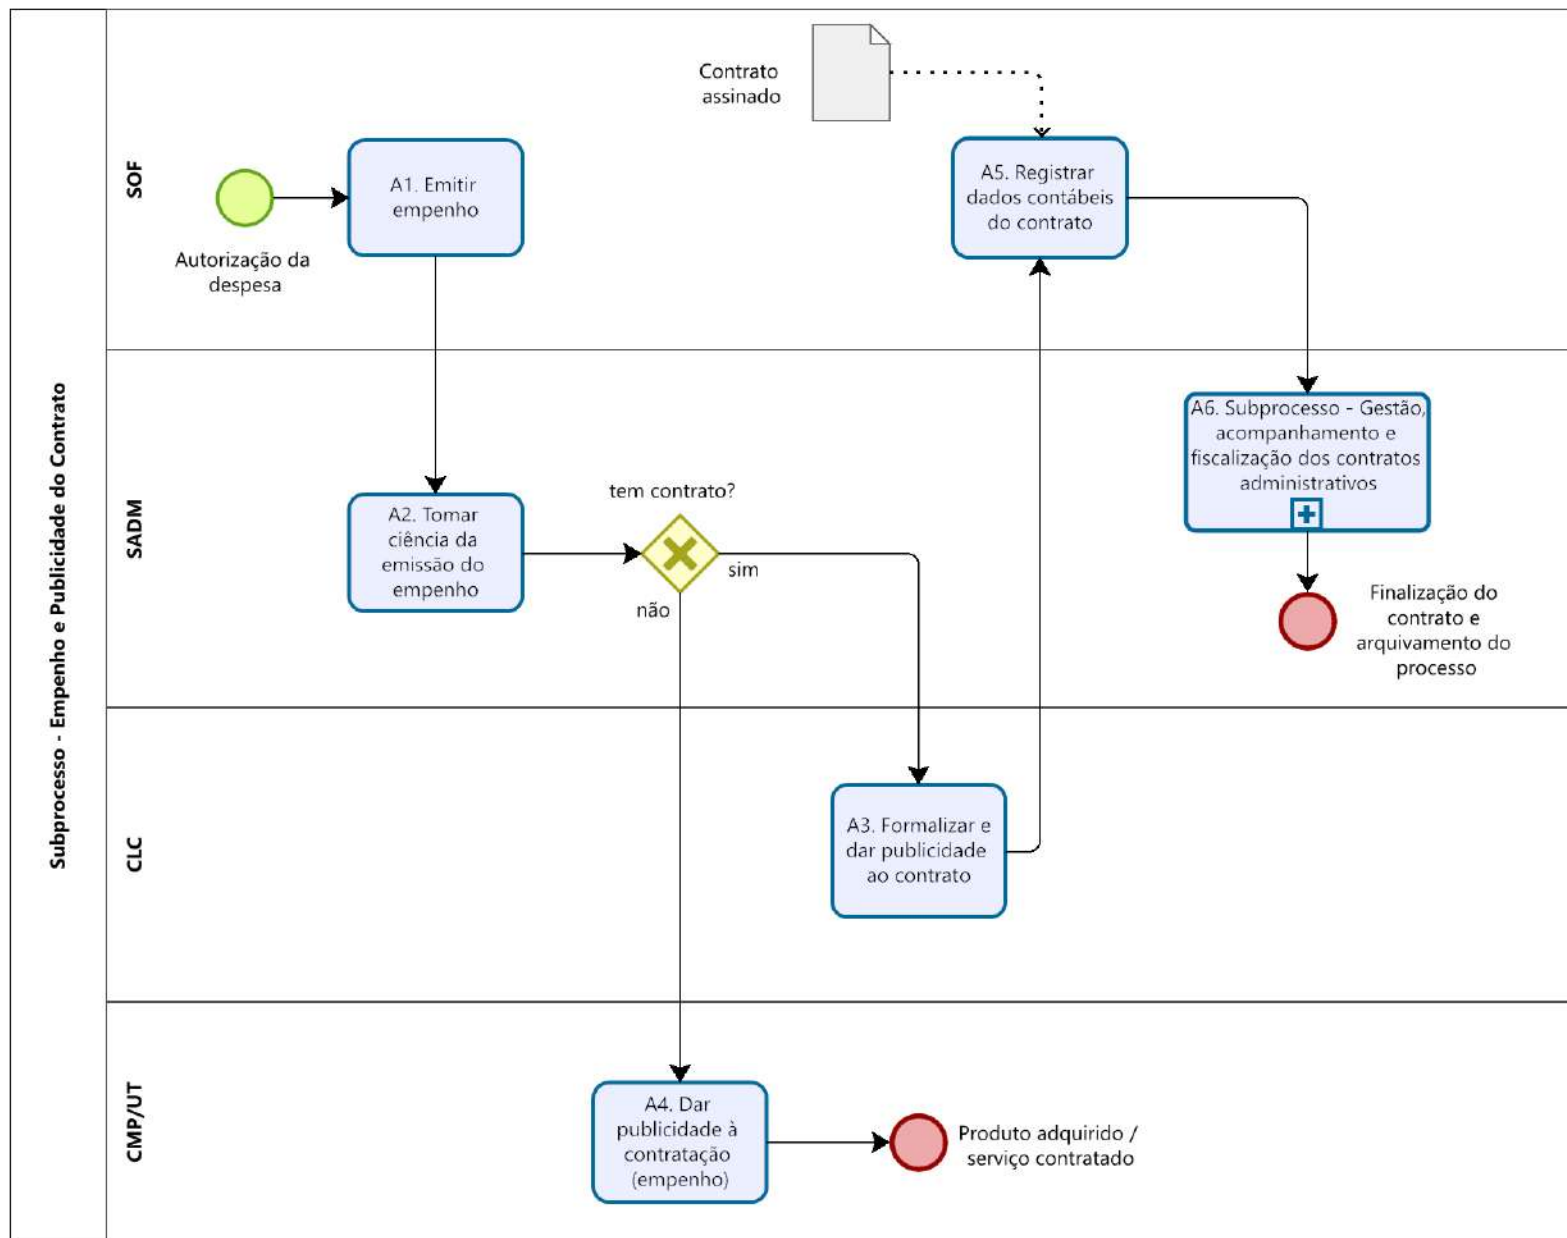 Subprocesso - Empenho e Publicidade do Contrato
SOF
Autorização da
despesa
A1. Emitir
empenho
Contrato
assinado
A5. Registrar
dados contábeis
do contrato
SADM
A2. Tomar
ciência da
emissão do
empenho
tem contrato?
sim
não
A6. Subprocesso - Gestão,
acompanhamento e
fiscalização dos contratos
administrativos
Finalização do
contrato e
arquivamento do
processo
CLC
A3. Formalizar e
dar publicidade
ao contrato
CMP/UT
A4. Dar
publicidade à
contratação
(empenho)
Produto adquirido /
serviço contratado